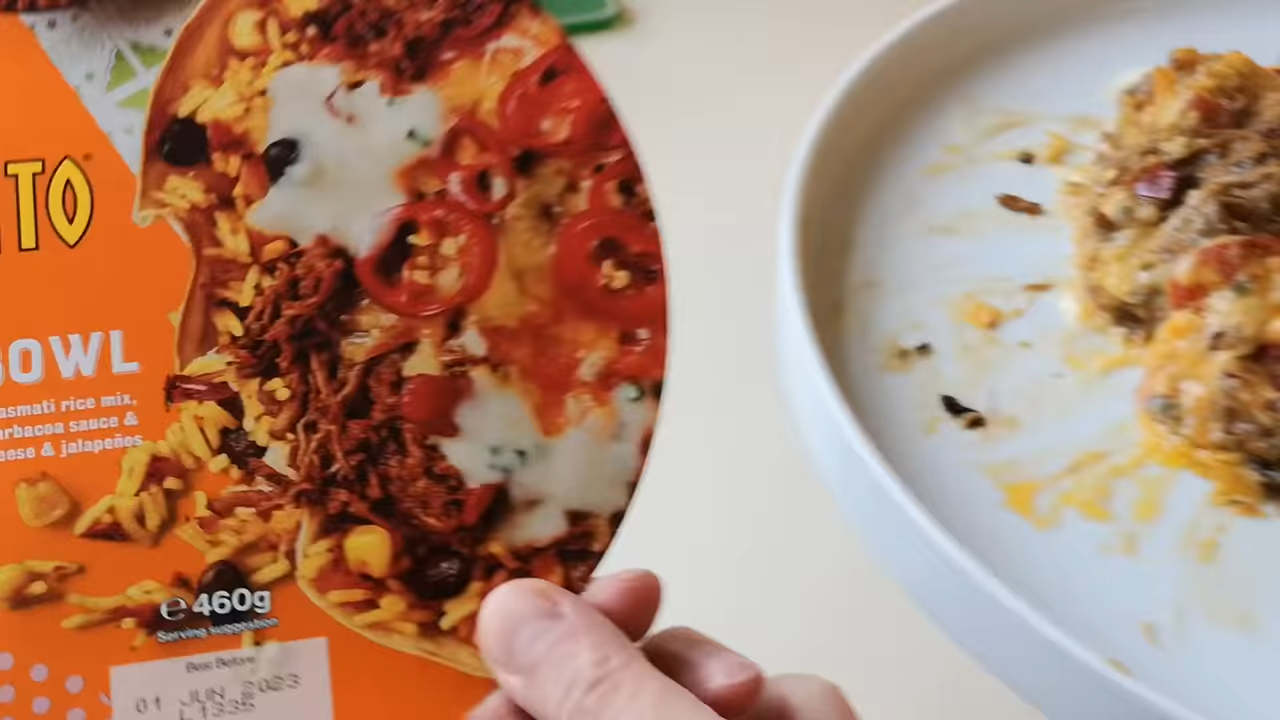 TO
BOWL
asmati rice mix,
arbacoa sauce &
eese & jalapeños
℮ 460g
Serving suggestion
Best Before
01 JUN 2023
L1335